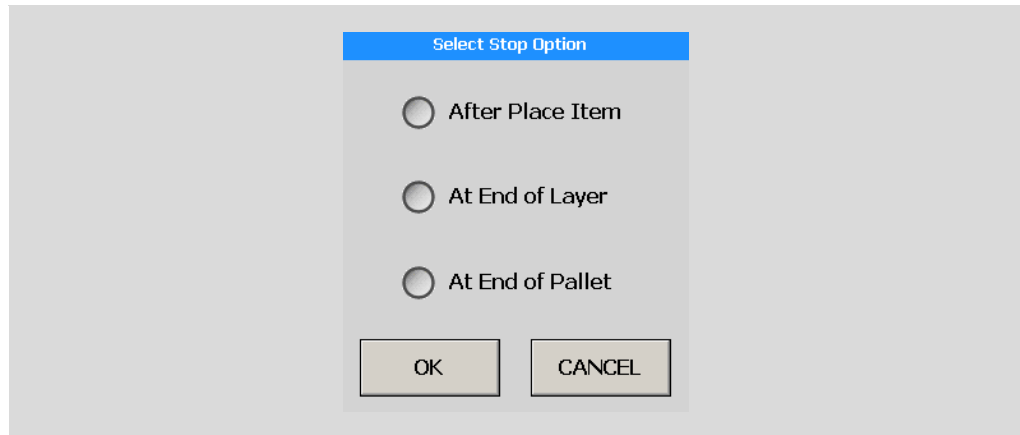 Select Stop Option
After Place Item
At End of Layer
At End of Pallet
OK CANCEL